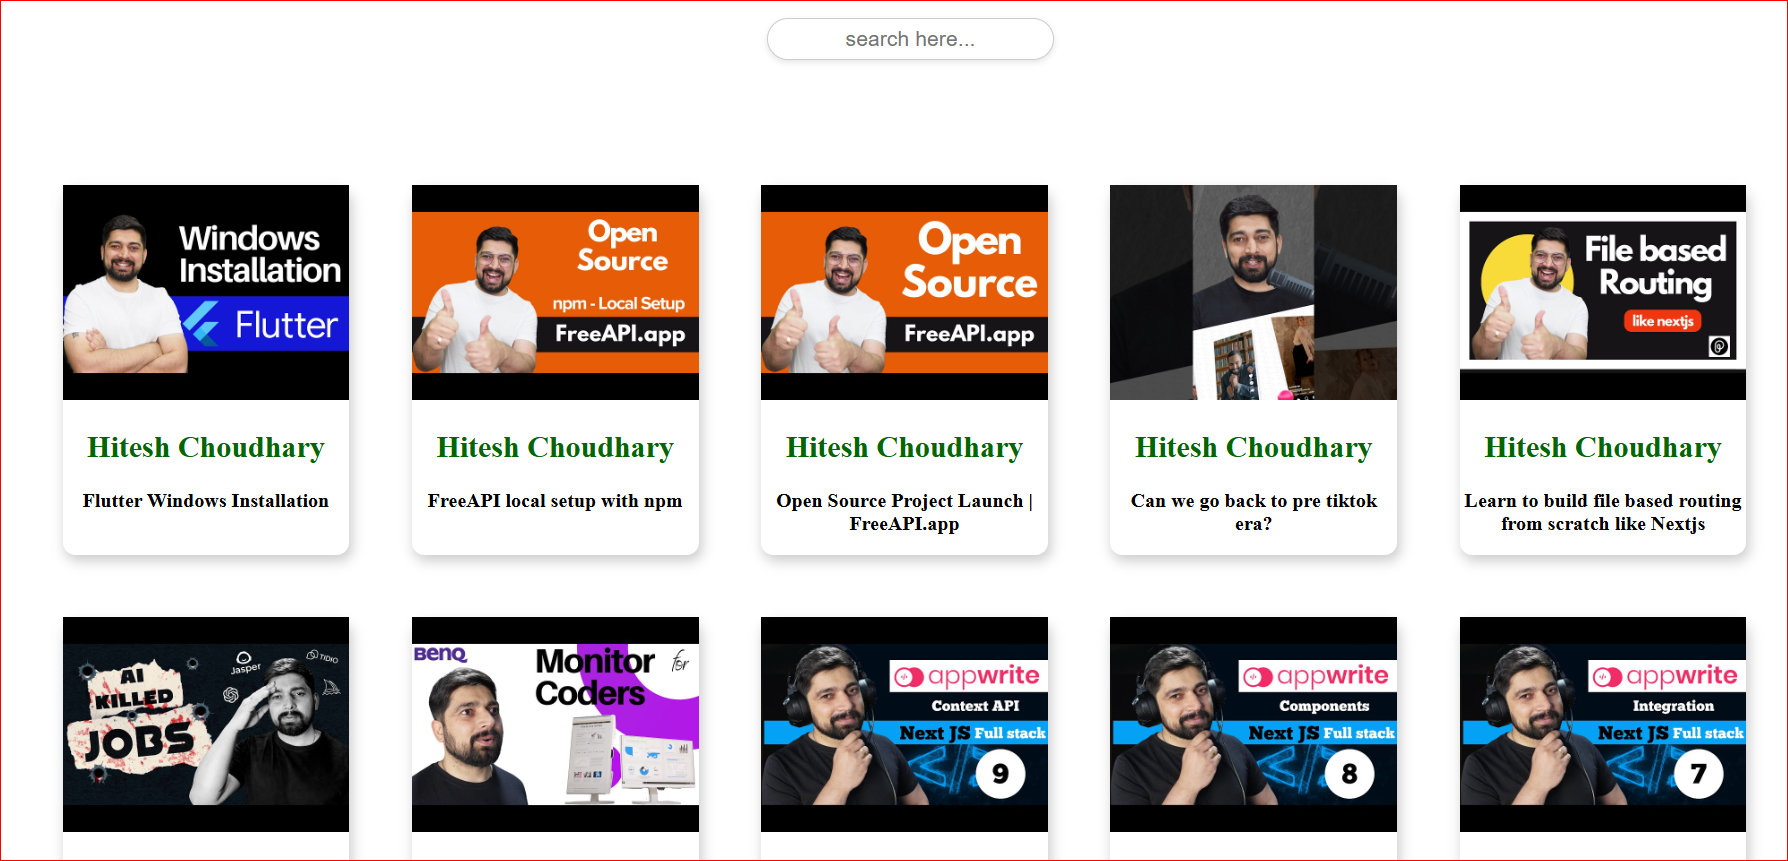 search here...
Windows
Installation
Flutter
Open
Source
npm - Local Setup
FreeAPI.app
Open
Source
FreeAPI.app
File based
Routing
like nextjs
Hitesh Choudhary
Hitesh Choudhary
Hitesh Choudhary
Hitesh Choudhary
Hitesh Choudhary
Flutter Windows Installation
FreeAPI local setup with npm
Open Source Project Launch |
FreeAPI.app
Can we go back to pre tiktok
era?
Learn to build file based routing
from scratch like Nextjs
AI
KILLED
JOBS
Jasper
TIDIO
BENQ
Monitor for
Coders
appwrite
Context API
Next JS Full stack
9
appwrite
Components
Next JS Full stack
8
appwrite
Integration
Next JS Full stack
7